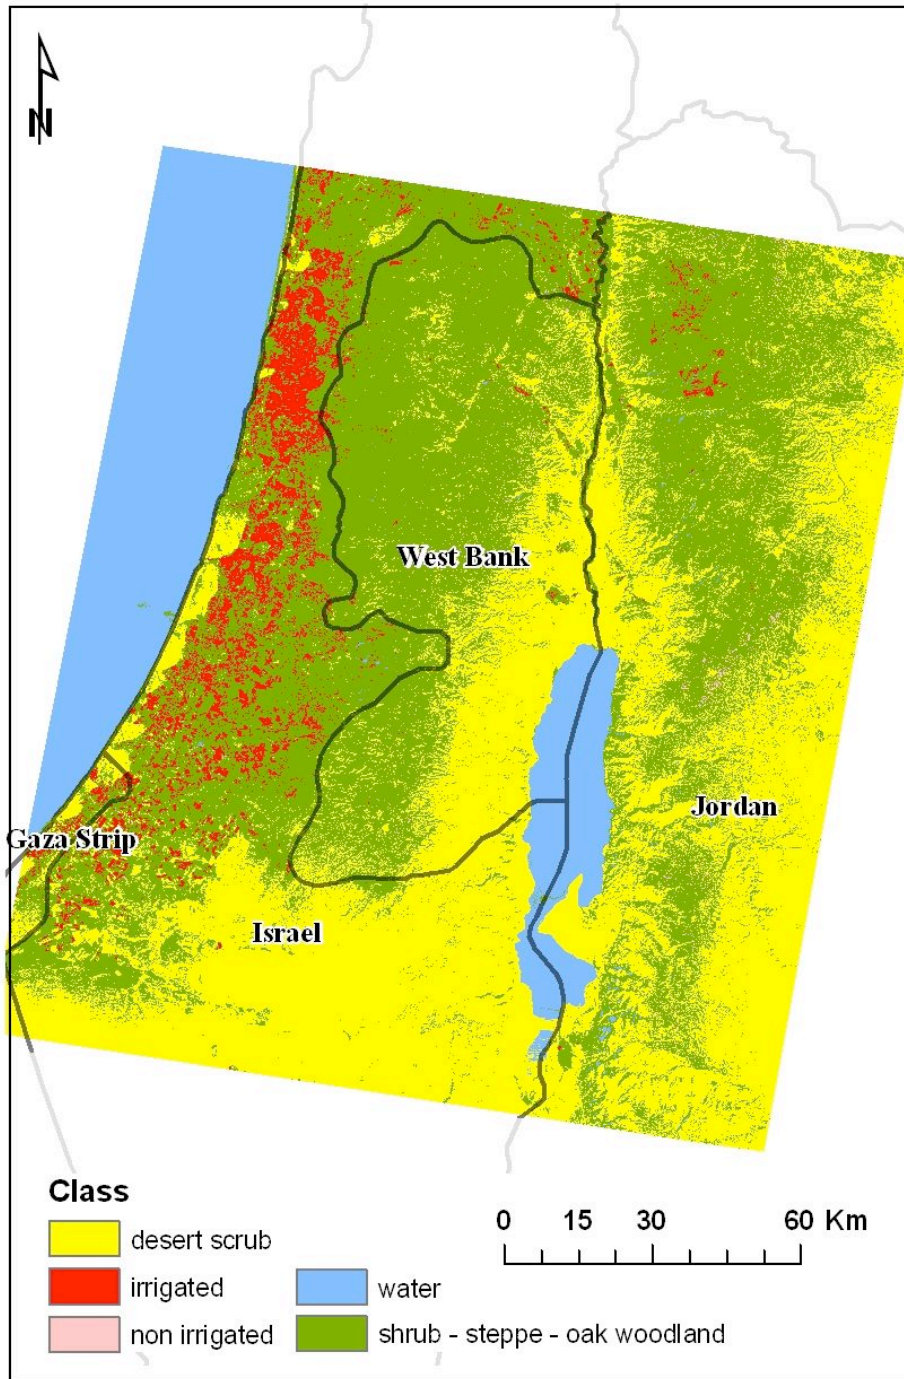 N
West Bank
Jordan
Gaza Strip
Israel
Class
desert scrub
irrigated
non irrigated
water
shrub - steppe - oak woodland
0 15 30 60 Km